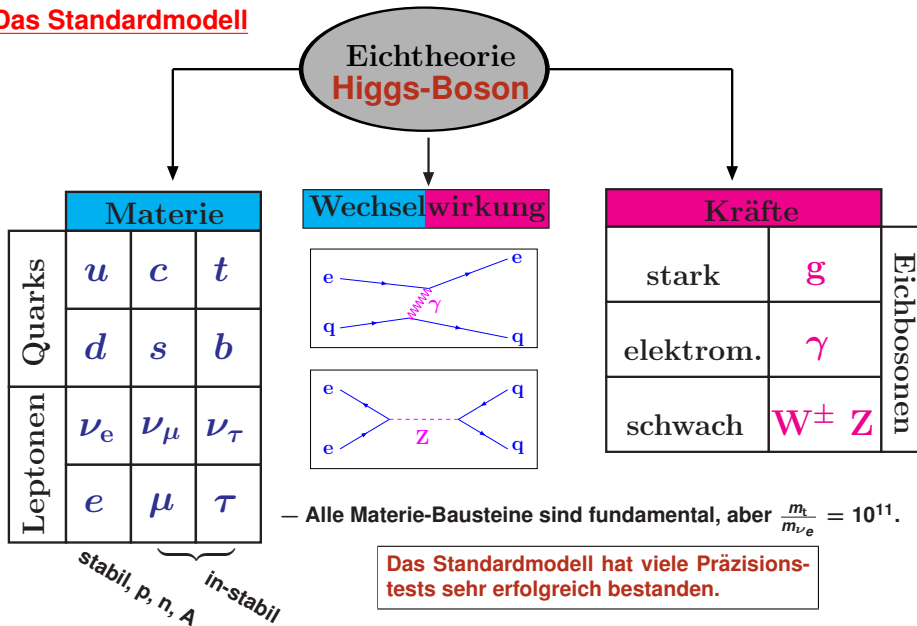 Das Standardmodell
Eichtheorie
Higgs-Boson
Materie
Quarks
u c t
d s b
Leptonen
νe νμ ντ
e μ τ
stabil, p, n, A
in-stabil
Wechselwirkung
e e
γ
q q
e q
Z
e q
Kräfte
stark g
elektrom. γ
schwach W± Z
Eichbosonen
– Alle Materie-Bausteine sind fundamental, aber mt/mνe = 10¹¹.
Das Standardmodell hat viele Präzisions-
tests sehr erfolgreich bestanden.